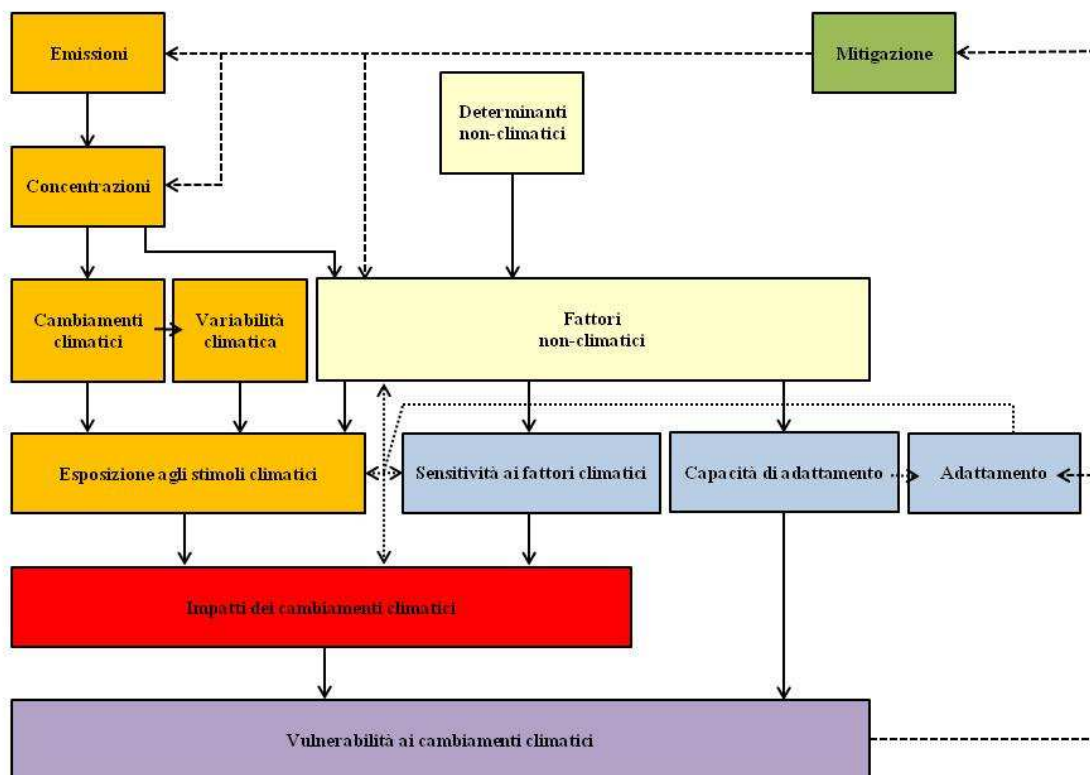 Emissioni
Mitigazione
Determinanti
non-climatici
Concentrazioni
Cambiamenti
climatici
Variabilità
climatica
Fattori
non-climatici
Esposizione agli stimoli climatici
Sensitività ai fattori climatici
Capacità di adattamento
Adattamento
Impatti dei cambiamenti climatici
Vulnerabilità ai cambiamenti climatici